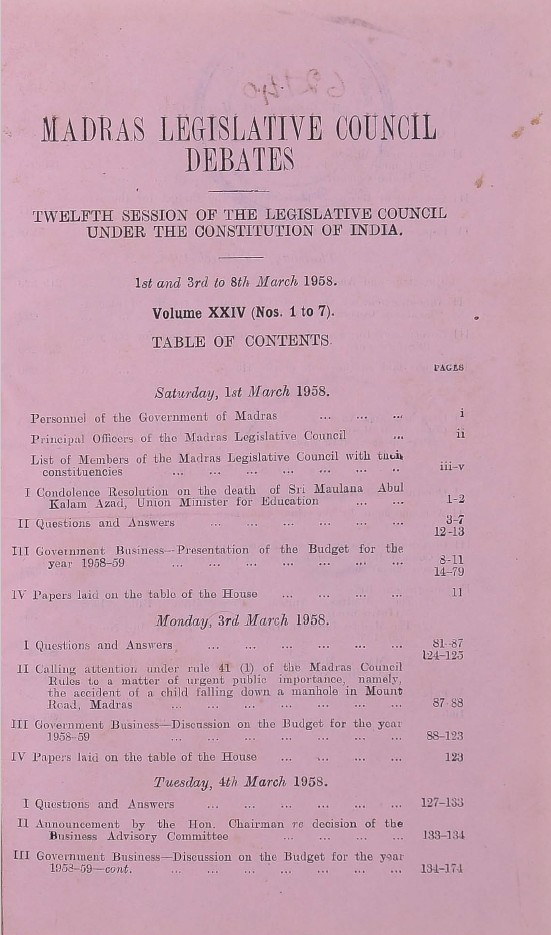 MADRAS LEGISLATIVE COUNCIL
DEBATES
TWELFTH SESSION OF THE LEGISLATIVE COUNCIL
UNDER THE CONSTITUTION OF INDIA.
1st and 3rd to 8th March 1958.
Volume XXIV (Nos. 1 to 7).
TABLE OF CONTENTS
PAGES
Saturday, 1st March 1958.
Personnel of the Government of Madras ... ... ... i
Principal Officers of the Madras Legislative Council ... ii
List of Members of the Madras Legislative Council with
constituencies ... ... ... ... ... ... .. iii-v
I Condolence Resolution on the death of Sri Maulana Abul
Kalam Azad, Union Minister for Education ... ... 1-2
II Questions and Answers ... ... ... ... ... 3-7
12-13
III Government Business—Presentation of the Budget for the
year 1958-59 ... ... ... ... ... ... ... 8-11
14-79
IV Papers laid on the table of the House ... ... ... ... 11
Monday, 3rd March 1958.
I Questions and Answers ... ... ... ... ... 81-87
124-125
II Calling attention under rule 41 (1) of the Madras Council
Rules to a matter of urgent public importance, namely,
the accident of a child falling down a manhole in Mount
Road, Madras ... ... ... ... ... ... ... 87-88
III Government Business—Discussion on the Budget for the year
1958-59 ... ... ... ... ... ... ... 88-123
IV Papers laid on the table of the House ... ... ... ... 123
Tuesday, 4th March 1958.
I Questions and Answers ... ... ... ... ... ... 127-133
II Announcement by the Hon. Chairman re decision of the
Business Advisory Committee ... ... ... ... 133-134
III Government Business—Discussion on the Budget for the year
1958-59—cont. ... ... ... ... ... ... ... 134-174